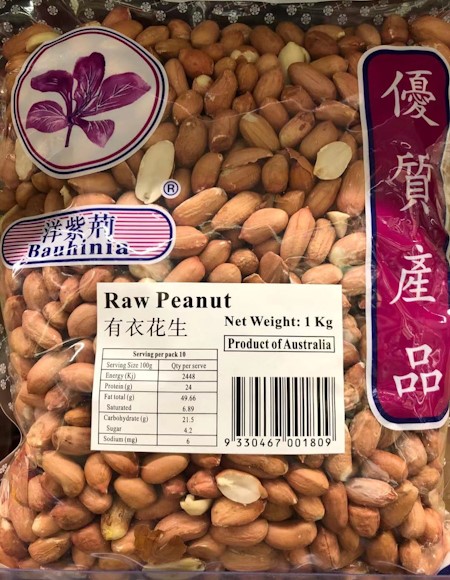 洋紫荊
®
Bauhinia
優質產品
Raw Peanut
有衣花生
Net Weight: 1 Kg
Product of Australia
Serving per pack 10
Serving Size 100g Qty per serve
Energy (Kj) 2448
Protein (g) 24
Fat total (g) 49.66
Saturated 6.89
Carbohydrate (g) 21.5
Sugar 4.2
Sodium (mg) 6
9 330467 001809